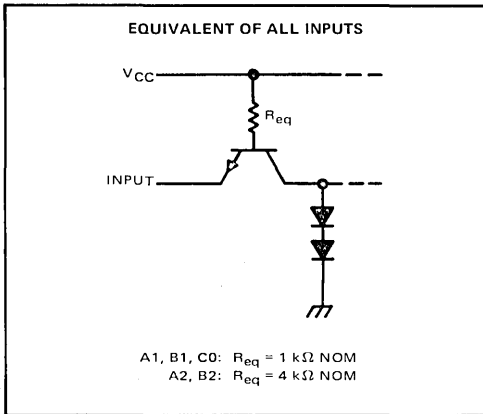 EQUIVALENT OF ALL INPUTS
VCC
Req
INPUT
A1, B1, C0: Req = 1 kΩ NOM
A2, B2: Req = 4 kΩ NOM